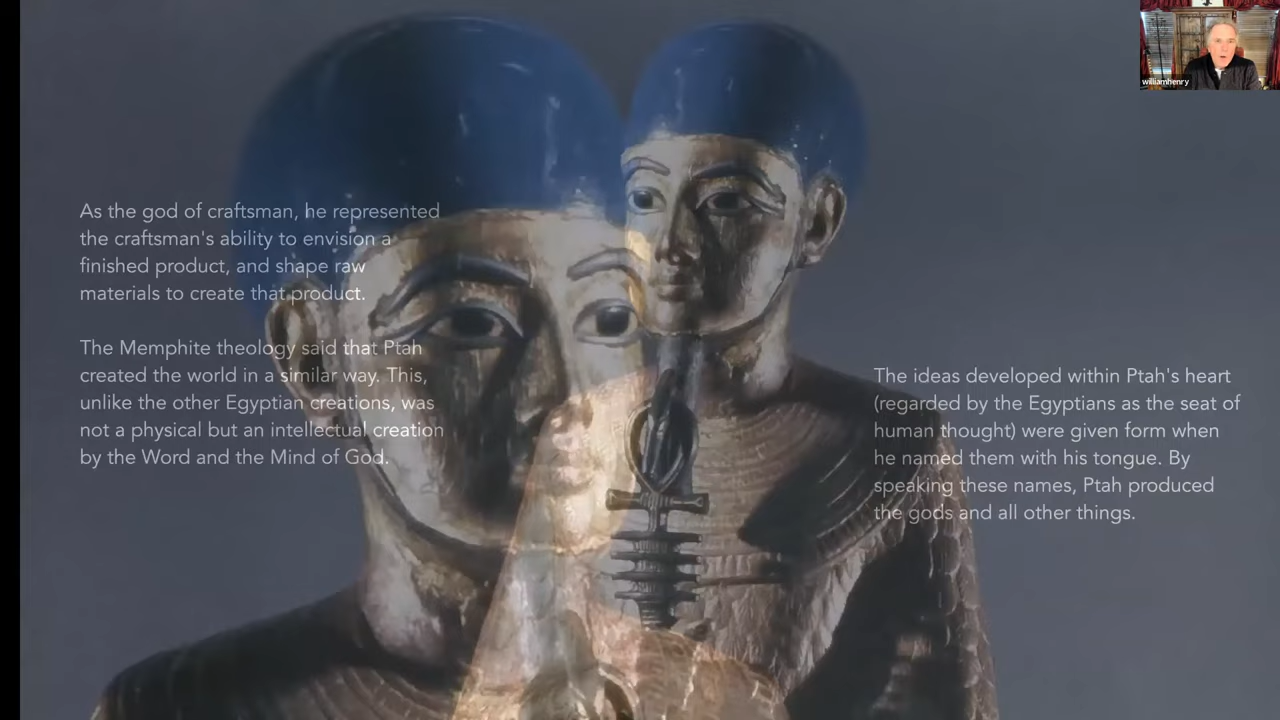 williamhenry
As the god of craftsman, he represented
the craftsman's ability to envision a
finished product, and shape raw
materials to create that product.
The Memphite theology said that Ptah
created the world in a similar way. This,
unlike the other Egyptian creations, was
not a physical but an intellectual creation
by the Word and the Mind of God.
The ideas developed within Ptah's heart
(regarded by the Egyptians as the seat of
human thought) were given form when
he named them with his tongue. By
speaking these names, Ptah produced
the gods and all other things.